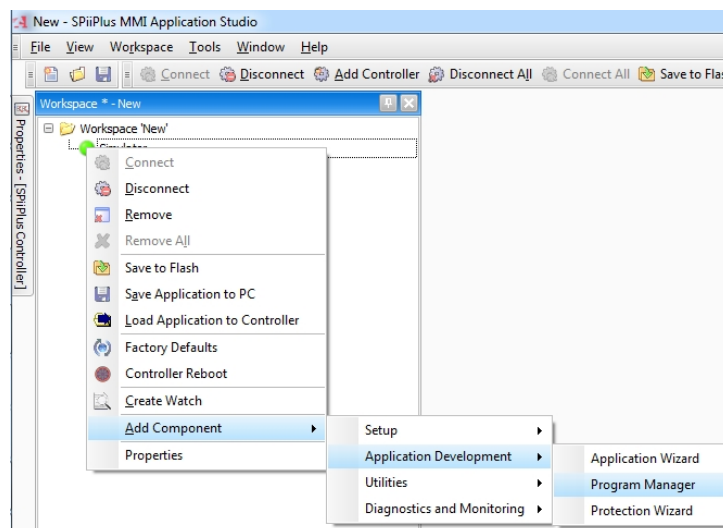 New - SPiiPlus MMI Application Studio
File View Workspace Tools Window Help
Connect Disconnect Add Controller Disconnect All Connect All Save to Flas
Workspace * - New
Properties - [SPiiPlus Controller]
Workspace 'New'
Simulator
Connect
Disconnect
Remove
Remove All
Save to Flash
Save Application to PC
Load Application to Controller
Factory Defaults
Controller Reboot
Create Watch
Add Component
Properties
Setup
Application Development
Utilities
Diagnostics and Monitoring
Application Wizard
Program Manager
Protection Wizard